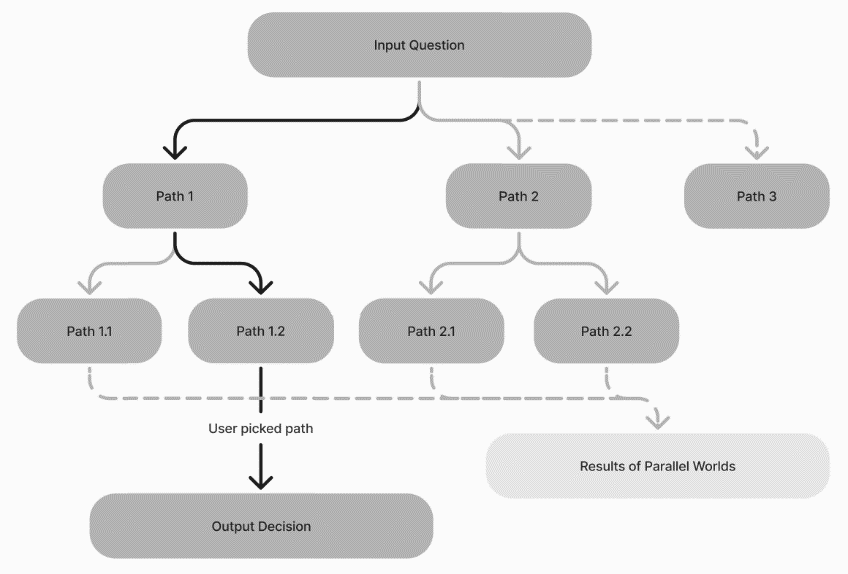 Input Question
Path 1
Path 2
Path 3
Path 1.1
Path 1.2
Path 2.1
Path 2.2
User picked path
Results of Parallel Worlds
Output Decision